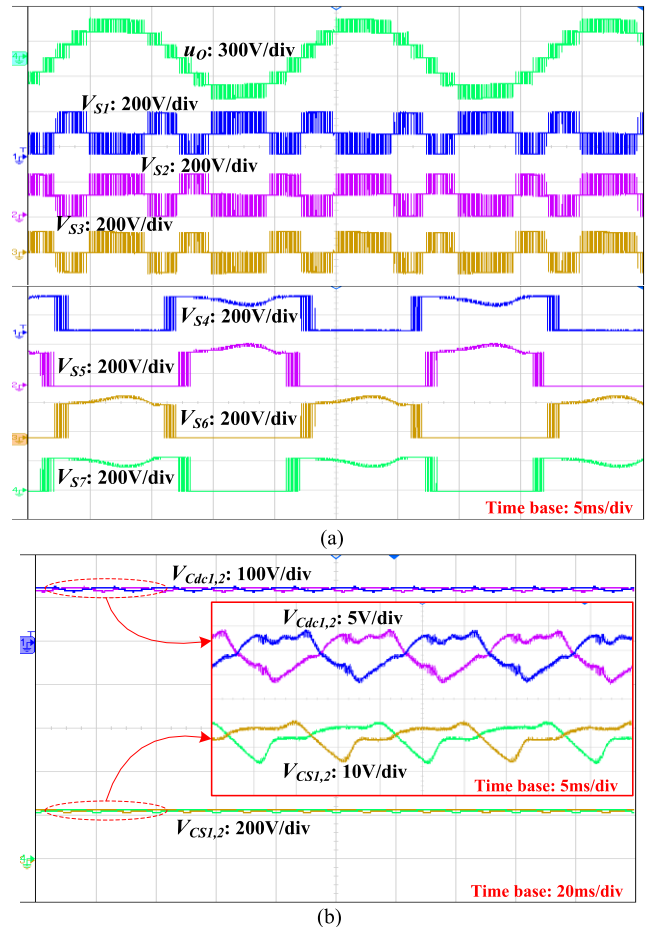 u_O: 300V/div
V_S1: 200V/div
V_S2: 200V/div
V_S3: 200V/div
V_S4: 200V/div
V_S5: 200V/div
V_S6: 200V/div
V_S7: 200V/div
Time base: 5ms/div
(a)
V_Cdc1,2: 100V/div
V_Cdc1,2: 5V/div
V_CS1,2: 10V/div
Time base: 5ms/div
V_CS1,2: 200V/div
Time base: 20ms/div
(b)